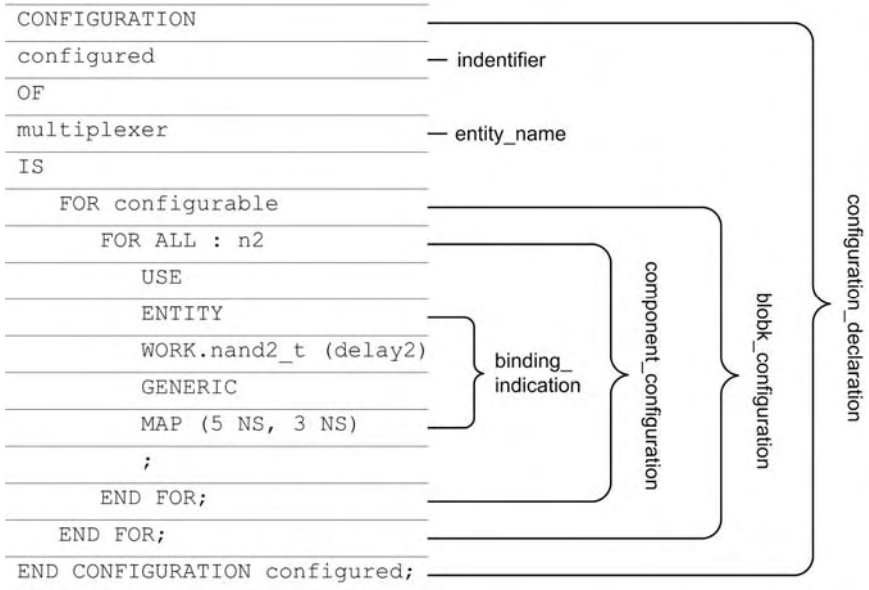 CONFIGURATION
configured
indentifier
OF
multiplexer
entity_name
IS
FOR configurable
FOR ALL : n2
USE
ENTITY
WORK.nand2_t (delay2)
GENERIC
MAP (5 NS, 3 NS)
;
END FOR;
END FOR;
END CONFIGURATION configured;
binding_
indication
component_configuration
blobk_configuration
configuration_declaration